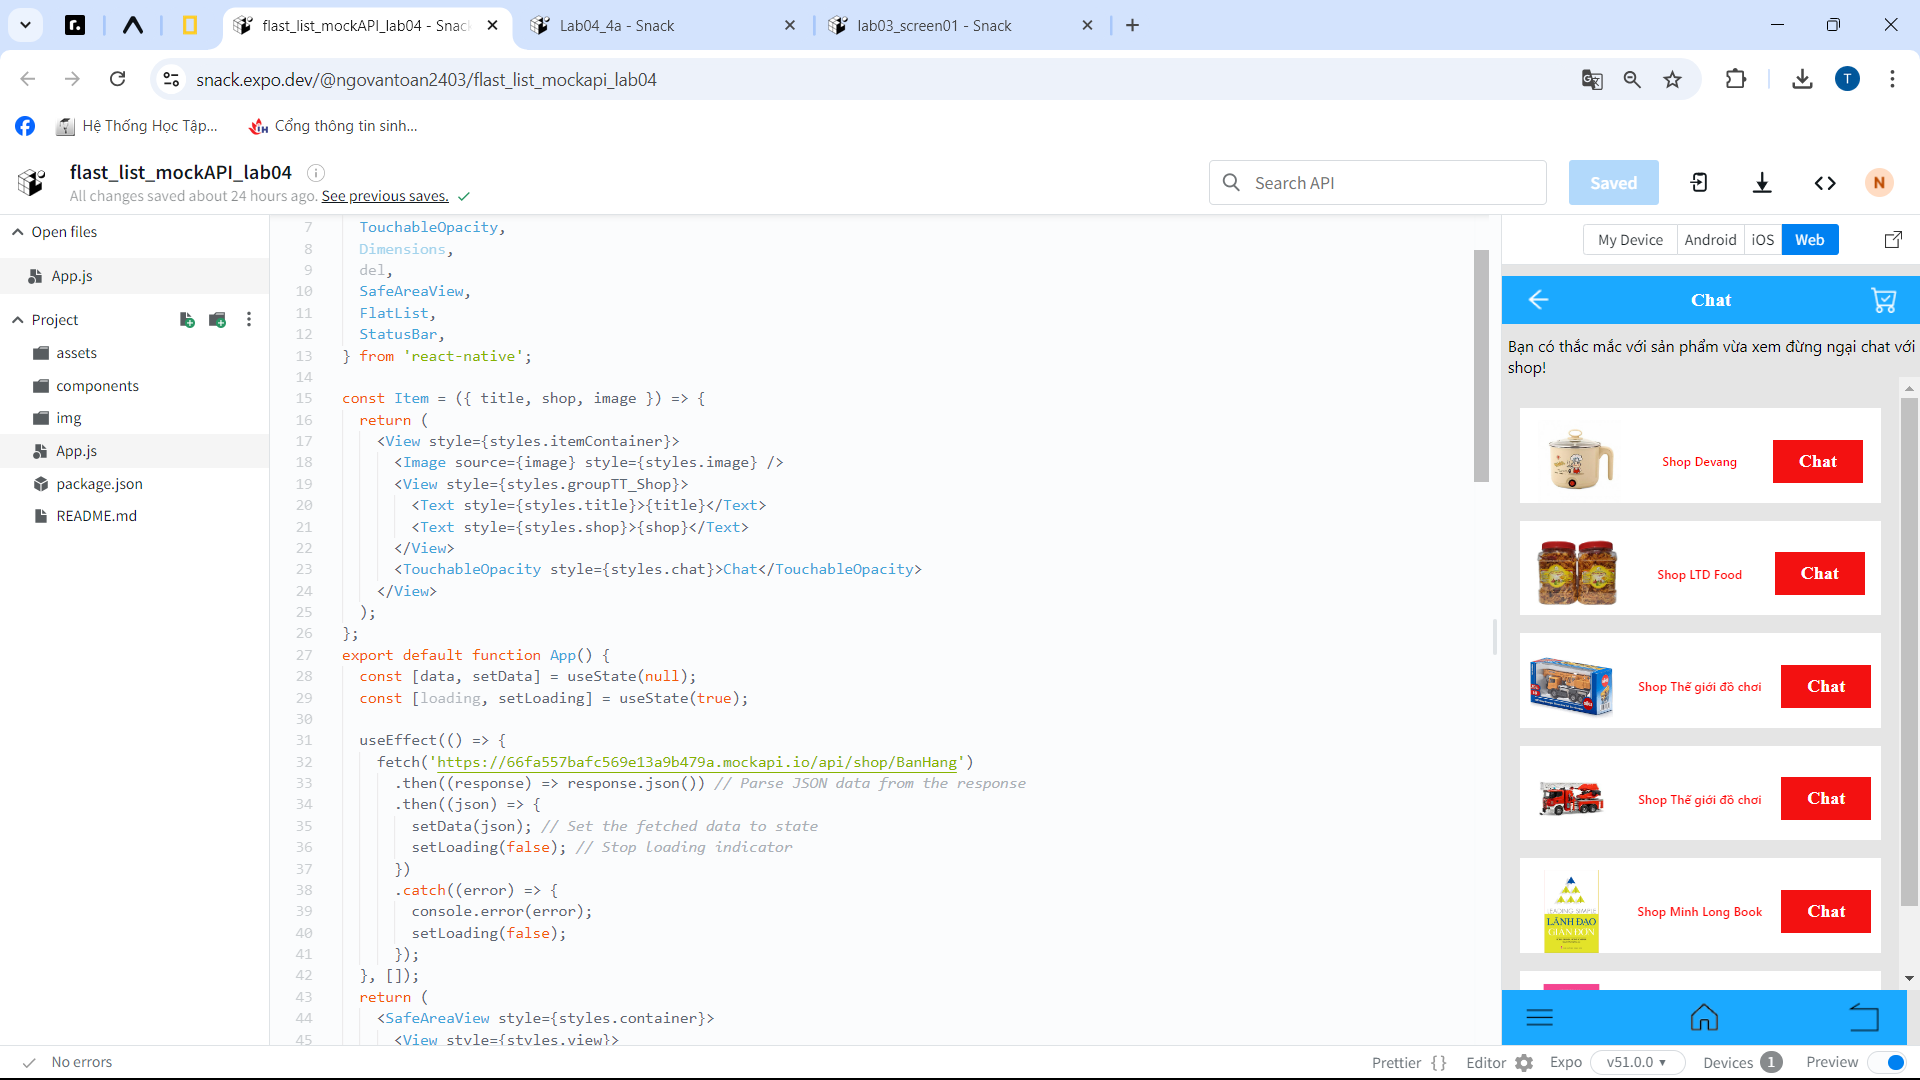 flast_list_mockAPI_lab04 - Snack
Lab04_4a - Snack
lab03_screen01 - Snack
snack.expo.dev/@ngovantoan2403/flast_list_mockapi_lab04
T
Hệ Thống Học Tập...
Cổng thông tin sinh...
flast_list_mockAPI_lab04
All changes saved about 24 hours ago. See previous saves.
Search API
Saved
N
Open files
App.js
Project
assets
components
img
App.js
package.json
README.md
7 TouchableOpacity,
8 Dimensions,
9 del,
10 SafeAreaView,
11 FlatList,
12 StatusBar,
13 } from 'react-native';
14
15 const Item = ({ title, shop, image }) => {
16 return (
17 <View style={styles.itemContainer}>
18 <Image source={image} style={styles.image} />
19 <View style={styles.groupTT_Shop}>
20 <Text style={styles.title}>{title}</Text>
21 <Text style={styles.shop}>{shop}</Text>
22 </View>
23 <TouchableOpacity style={styles.chat}>Chat</TouchableOpacity>
24 </View>
25 );
26 };
27 export default function App() {
28 const [data, setData] = useState(null);
29 const [loading, setLoading] = useState(true);
30
31 useEffect(() => {
32 fetch('https://66fa557bafc569e13a9b479a.mockapi.io/api/shop/BanHang')
33 .then((response) => response.json()) // Parse JSON data from the response
34 .then((json) => {
35 setData(json); // Set the fetched data to state
36 setLoading(false); // Stop loading indicator
37 })
38 .catch((error) => {
39 console.error(error);
40 setLoading(false);
41 });
42 }, []);
43 return (
44 <SafeAreaView style={styles.container}>
45 <View style={styles.view}>
My Device
Android
iOS
Web
Chat
Bạn có thắc mắc với sản phẩm vừa xem đừng ngại chat với
shop!
Shop Devang
Chat
Shop LTD Food
Chat
Shop Thế giới đồ chơi
Chat
Shop Thế giới đồ chơi
Chat
LEADING SIMPLE
LÃNH ĐẠO
GIẢN ĐƠN
Shop Minh Long Book
Chat
No errors
Prettier {}
Editor
Expo
v51.0.0
Devices 1
Preview